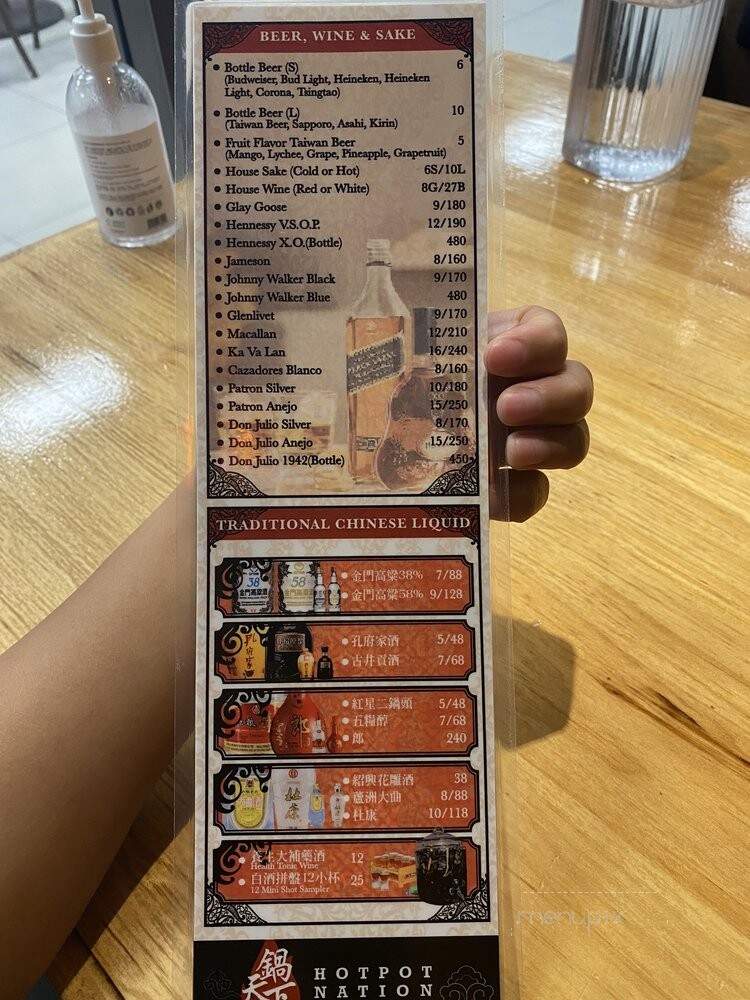 BEER, WINE & SAKE
Bottle Beer (S) 6
(Budweiser, Bud Light, Heineken, Heineken
Light, Corona, Tsingtao)
Bottle Beer (L) 10
(Taiwan Beer, Sapporo, Asahi, Kirin)
Fruit Flavor Taiwan Beer 5
(Mango, Lychee, Grape, Pineapple, Grapetruit)
House Sake (Cold or Hot) 6S/10L
House Wine (Red or White) 8G/27B
Glay Goose 9/180
Hennessy V.S.O.P. 12/190
Hennessy X.O.(Bottle) 480
Jameson 8/160
Johnny Walker Black 9/170
Johnny Walker Blue 480
Glenlivet 9/170
Macallan 12/210
Ka Va Lan 16/240
Cazadores Blanco 8/160
Patron Silver 10/180
Patron Anejo 15/250
Don Julio Silver 8/170
Don Julio Anejo 15/250
Don Julio 1942(Bottle) 450
TRADITIONAL CHINESE LIQUID
38 58
金門高粱38% 7/88
金門高粱58% 9/128
孔府家酒 5/48
古井貢酒 7/68
紅星二鍋頭 5/48
五糧醇 7/68
郎 240
紹興花雕酒 38
蘆洲大曲 8/88
杜康 10/118
養生大補藥酒 12
Health Tonic Wine
白酒拼盤12小杯 25
12 Mini Shot Sampler
鍋天下
HOTPOT
NATION
menupix